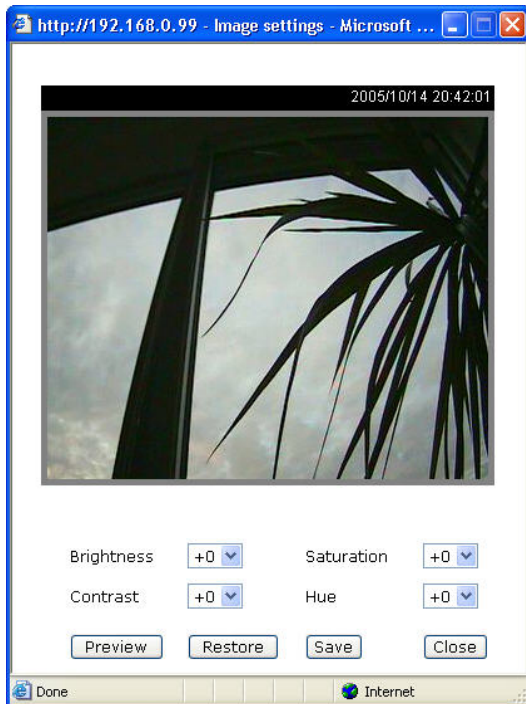 http://192.168.0.99 - Image settings - Microsoft ...
2005/10/14 20:42:01
Brightness +0 Saturation +0
Contrast +0 Hue +0
Preview Restore Save Close
Done Internet